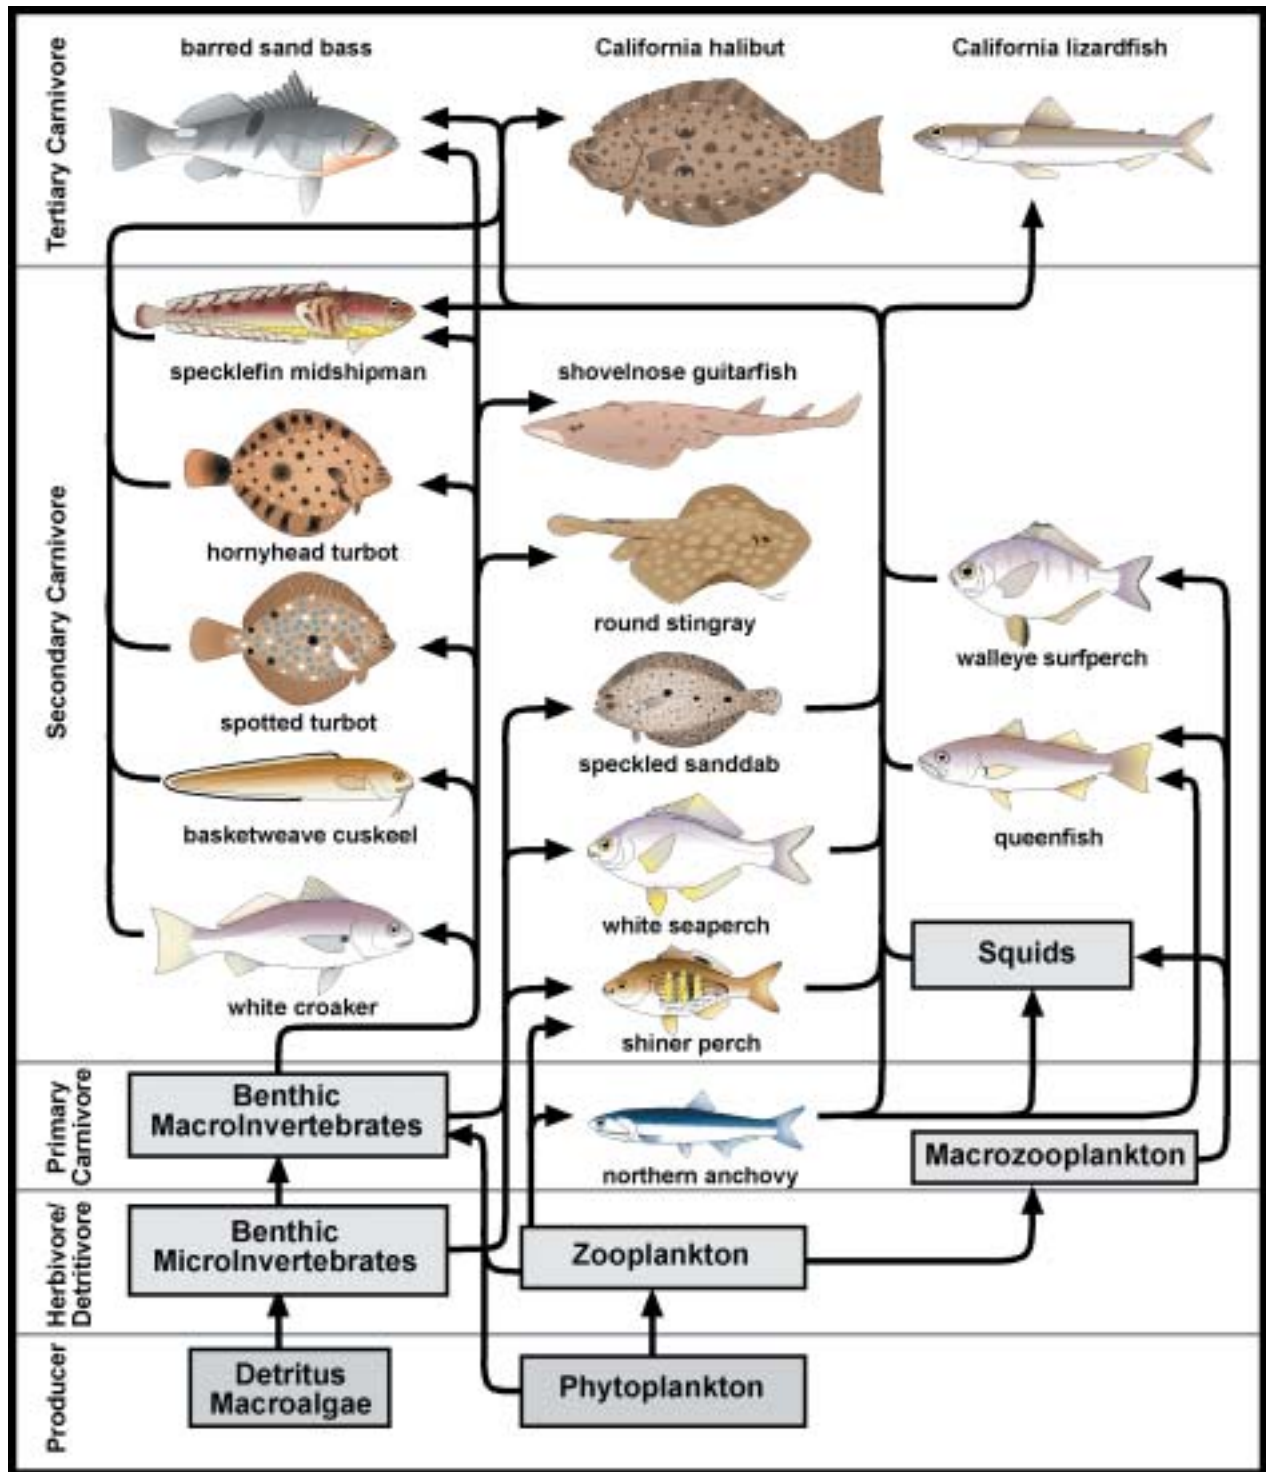 barred sand bass
California halibut
California lizardfish
Tertiary Carnivore
specklefin midshipman
shovelnose guitarfish
hornyhead turbot
round stingray
walleye surfperch
Secondary Carnivore
spotted turbot
speckled sanddab
basketweave cuskeel
queenfish
white seaperch
Squids
white croaker
shiner perch
Primary
Carnivore
Benthic
MacroInvertebrates
northern anchovy
Macrozooplankton
Herbivore/
Detritivore
Benthic
MicroInvertebrates
Zooplankton
Producer
Detritus
Macroalgae
Phytoplankton